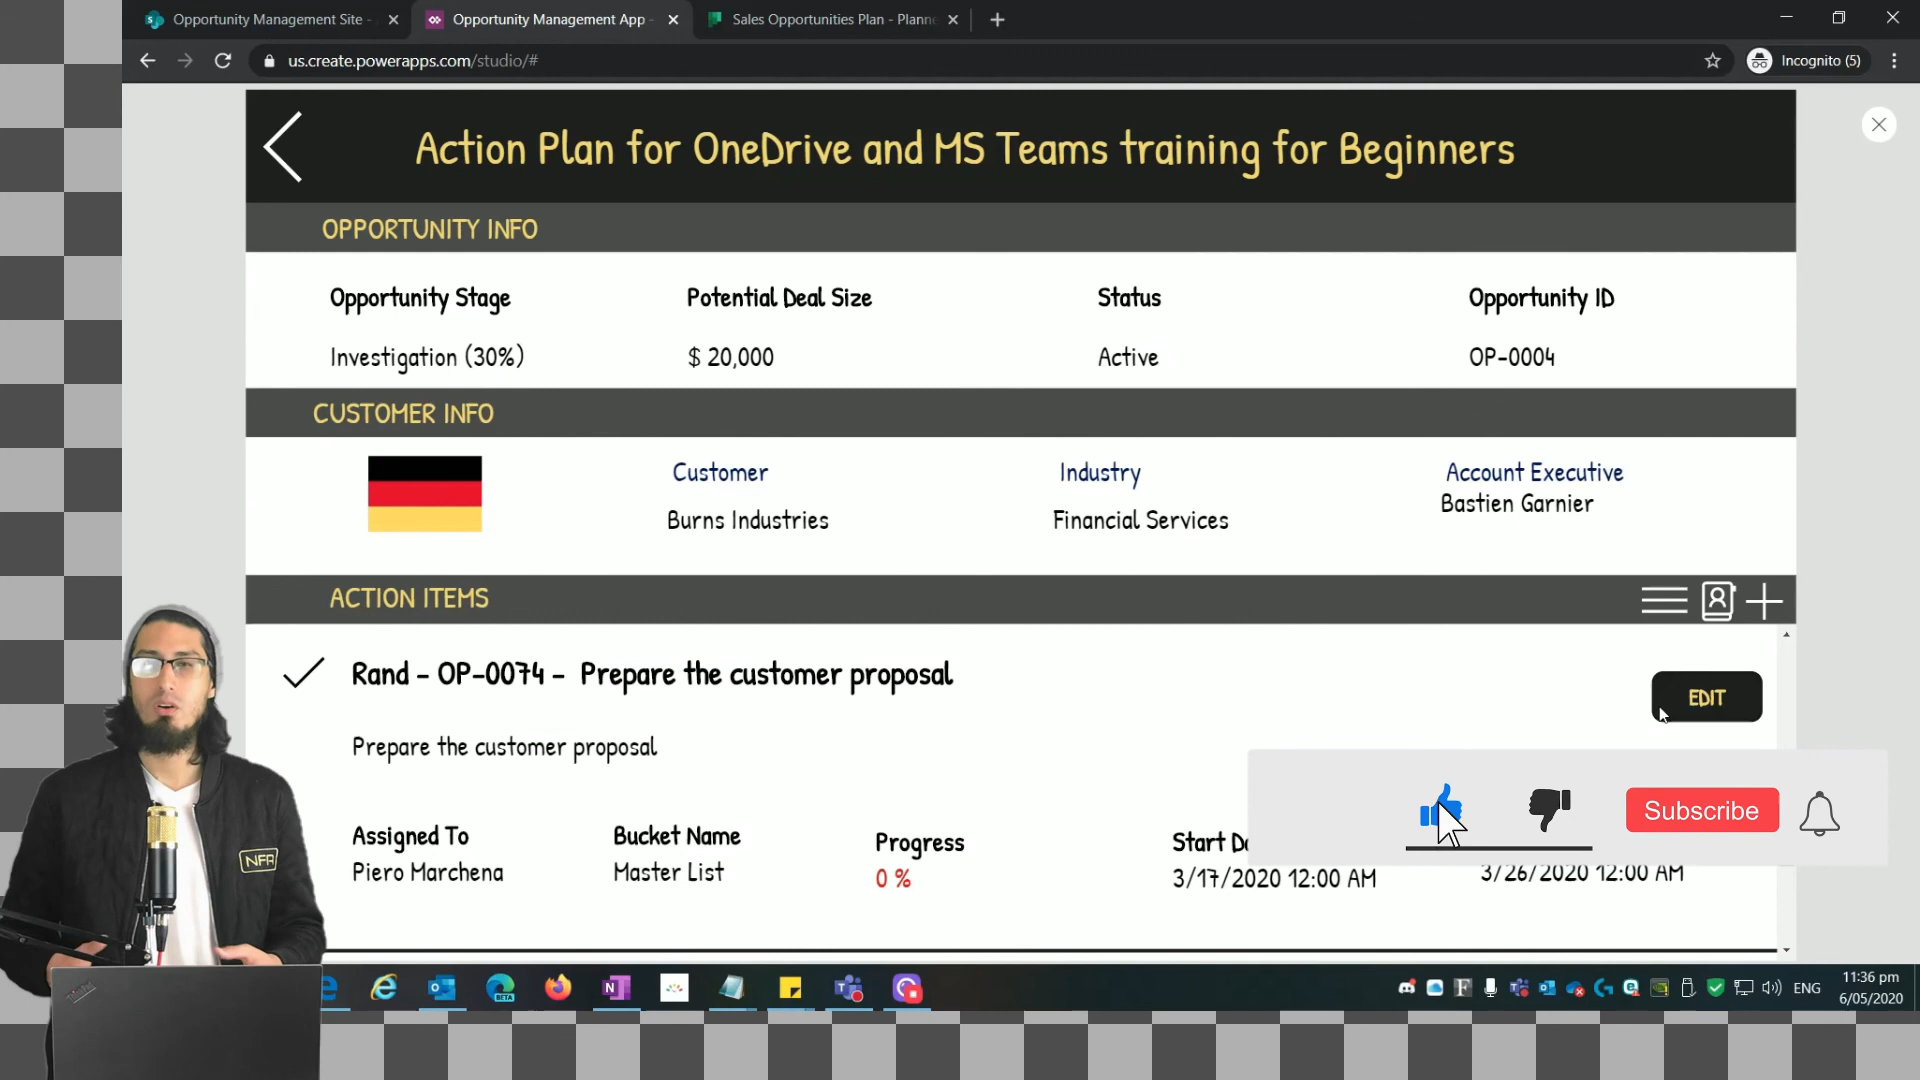 Opportunity Management Site -
Opportunity Management App -
Sales Opportunities Plan - Planne
us.create.powerapps.com/studio/#
Incognito (5)
Action Plan for OneDrive and MS Teams training for Beginners
OPPORTUNITY INFO
Opportunity Stage
Potential Deal Size
Status
Opportunity ID
Investigation (30%)
$ 20,000
Active
OP-0004
CUSTOMER INFO
Customer
Industry
Account Executive
Burns Industries
Financial Services
Bastien Garnier
ACTION ITEMS
Rand - OP-0074 - Prepare the customer proposal
EDIT
Prepare the customer proposal
Subscribe
Assigned To
Bucket Name
Progress
Start Da
Piero Marchena
Master List
0 %
3/17/2020 12:00 AM
3/26/2020 12:00 AM
NFA
BETA
ENG
11:36 pm
6/05/2020